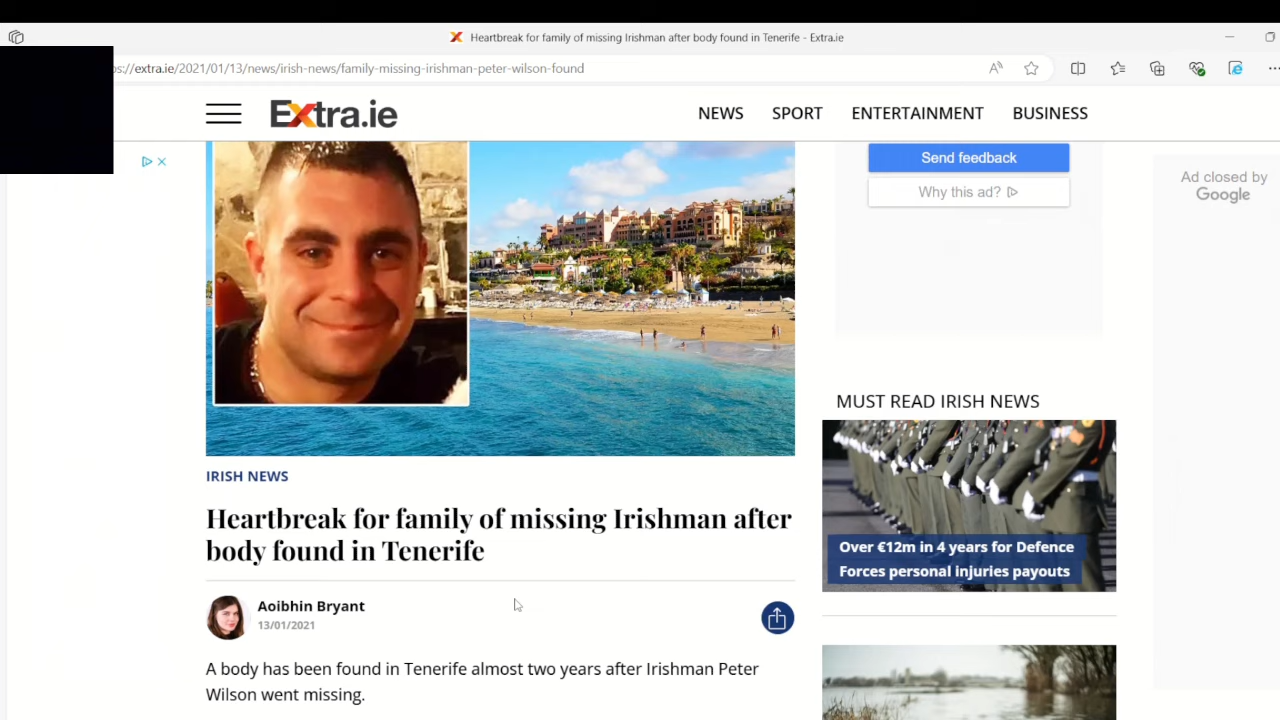 Heartbreak for family of missing Irishman after body found in Tenerife - Extra.ie
s://extra.ie/2021/01/13/news/irish-news/family-missing-irishman-peter-wilson-found
Extra.ie
NEWS SPORT ENTERTAINMENT BUSINESS
Send feedback
Why this ad?
Ad closed by
Google
MUST READ IRISH NEWS
Over €12m in 4 years for Defence
Forces personal injuries payouts
IRISH NEWS
Heartbreak for family of missing Irishman after
body found in Tenerife
Aoibhin Bryant
13/01/2021
A body has been found in Tenerife almost two years after Irishman Peter
Wilson went missing.